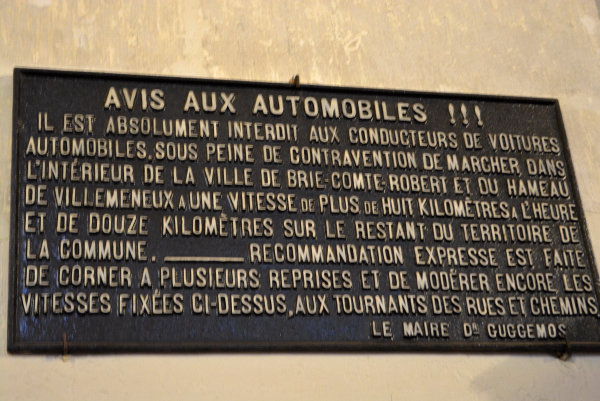 AVIS AUX AUTOMOBILES !!!
IL EST ABSOLUMENT INTERDIT AUX CONDUCTEURS DE VOITURES
AUTOMOBILES, SOUS PEINE DE CONTRAVENTION DE MARCHER, DANS
L'INTÉRIEUR DE LA VILLE DE BRIE-COMTE-ROBERT ET DU HAMEAU
DE VILLEMENEUX A UNE VITESSE DE PLUS DE HUIT KILOMÈTRES A L'HEURE
ET DE DOUZE KILOMÈTRES SUR LE RESTANT DU TERRITOIRE DE
LA COMMUNE. ________ RECOMMANDATION EXPRESSE EST FAITE
DE CORNER A PLUSIEURS REPRISES ET DE MODÉRER ENCORE LES
VITESSES FIXÉES CI-DESSUS, AUX TOURNANTS DES RUES ET CHEMINS.
LE MAIRE DR GUGGEMOS.